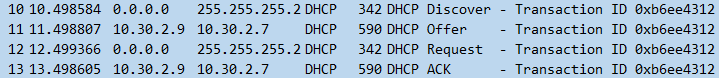 10 10.498584 0.0.0.0 255.255.255.2 DHCP 342 DHCP Discover - Transaction ID 0xb6ee4312
11 11.498807 10.30.2.9 10.30.2.7 DHCP 590 DHCP Offer - Transaction ID 0xb6ee4312
12 12.499366 0.0.0.0 255.255.255.2 DHCP 342 DHCP Request - Transaction ID 0xb6ee4312
13 13.498605 10.30.2.9 10.30.2.7 DHCP 590 DHCP ACK - Transaction ID 0xb6ee4312